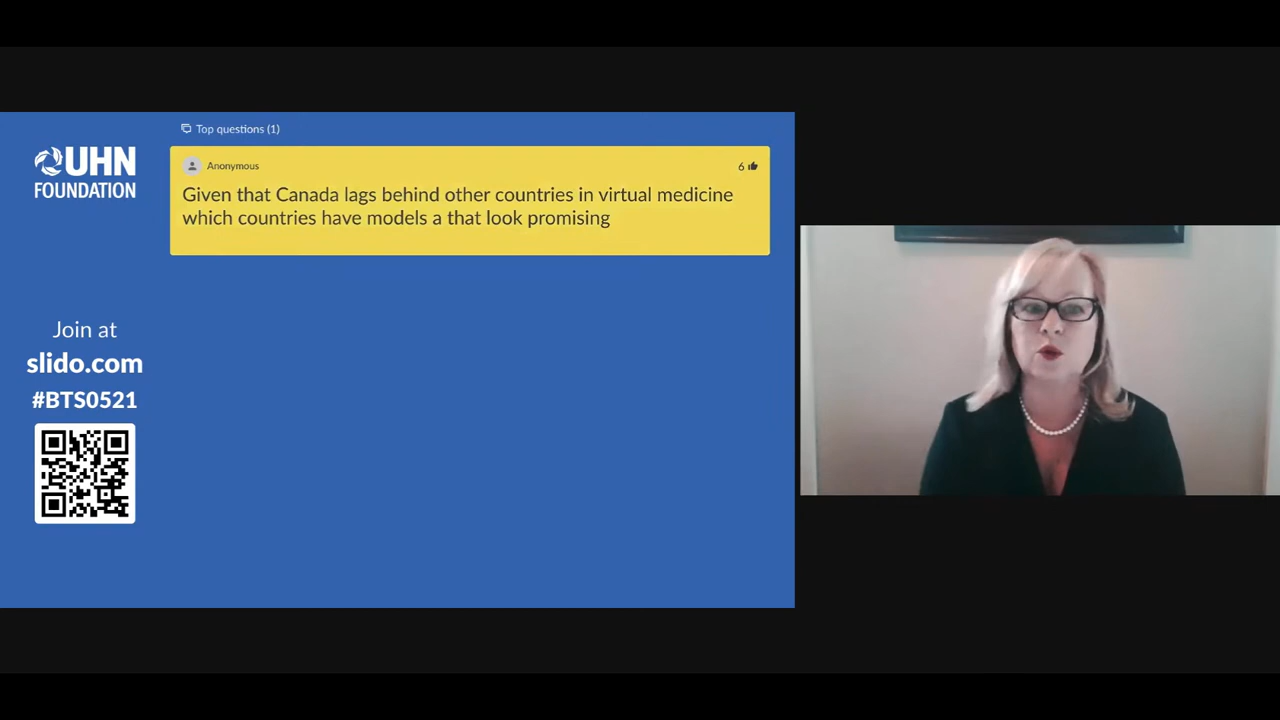 UHN
FOUNDATION
Top questions (1)
Anonymous
6
Given that Canada lags behind other countries in virtual medicine
which countries have models a that look promising
Join at
slido.com
#BTS0521